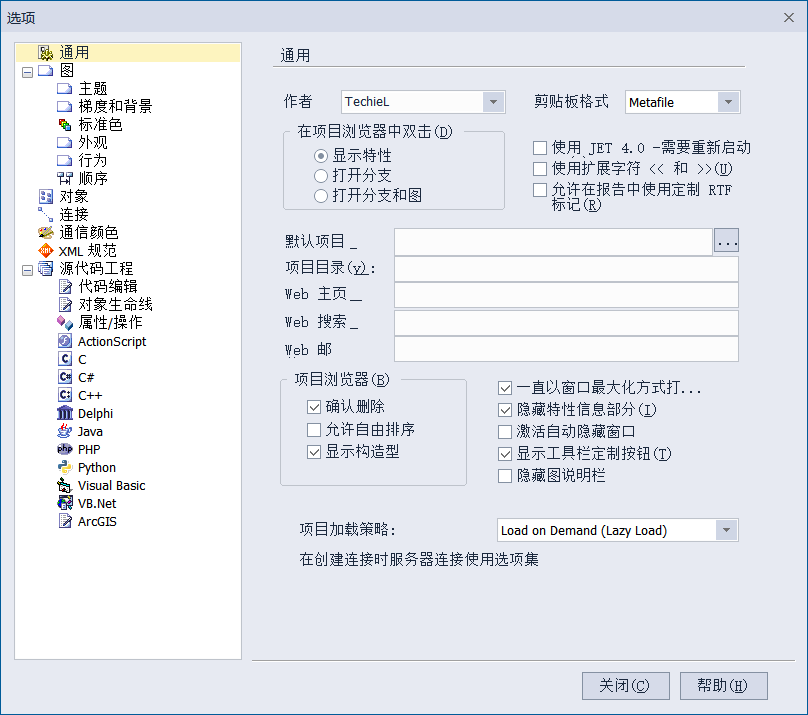 选项
通用
图
主题
梯度和背景
标准色
外观
行为
顺序
对象
连接
通信颜色
XML 规范
源代码工程
代码编辑
对象生命线
属性/操作
ActionScript
C
C#
C++
Delphi
Java
PHP
Python
Visual Basic
VB.Net
ArcGIS
通用
作者 TechieL 剪贴板格式 Metafile
在项目浏览器中双击(D)
显示特性
打开分支
打开分支和图
使用 JET 4.0 -需要重新启动
使用扩展字符 << 和 >>(U)
允许在报告中使用定制 RTF
标记(R)
默认项目 ...
项目目录(y):
Web 主页
Web 搜索
Web 邮
项目浏览器(B)
确认删除
允许自由排序
显示构造型
一直以窗口最大化方式打...
隐藏特性信息部分(I)
激活自动隐藏窗口
显示工具栏定制按钮(T)
隐藏图说明栏
项目加载策略: Load on Demand (Lazy Load)
在创建连接时服务器连接使用选项集
关闭(C) 帮助(H)